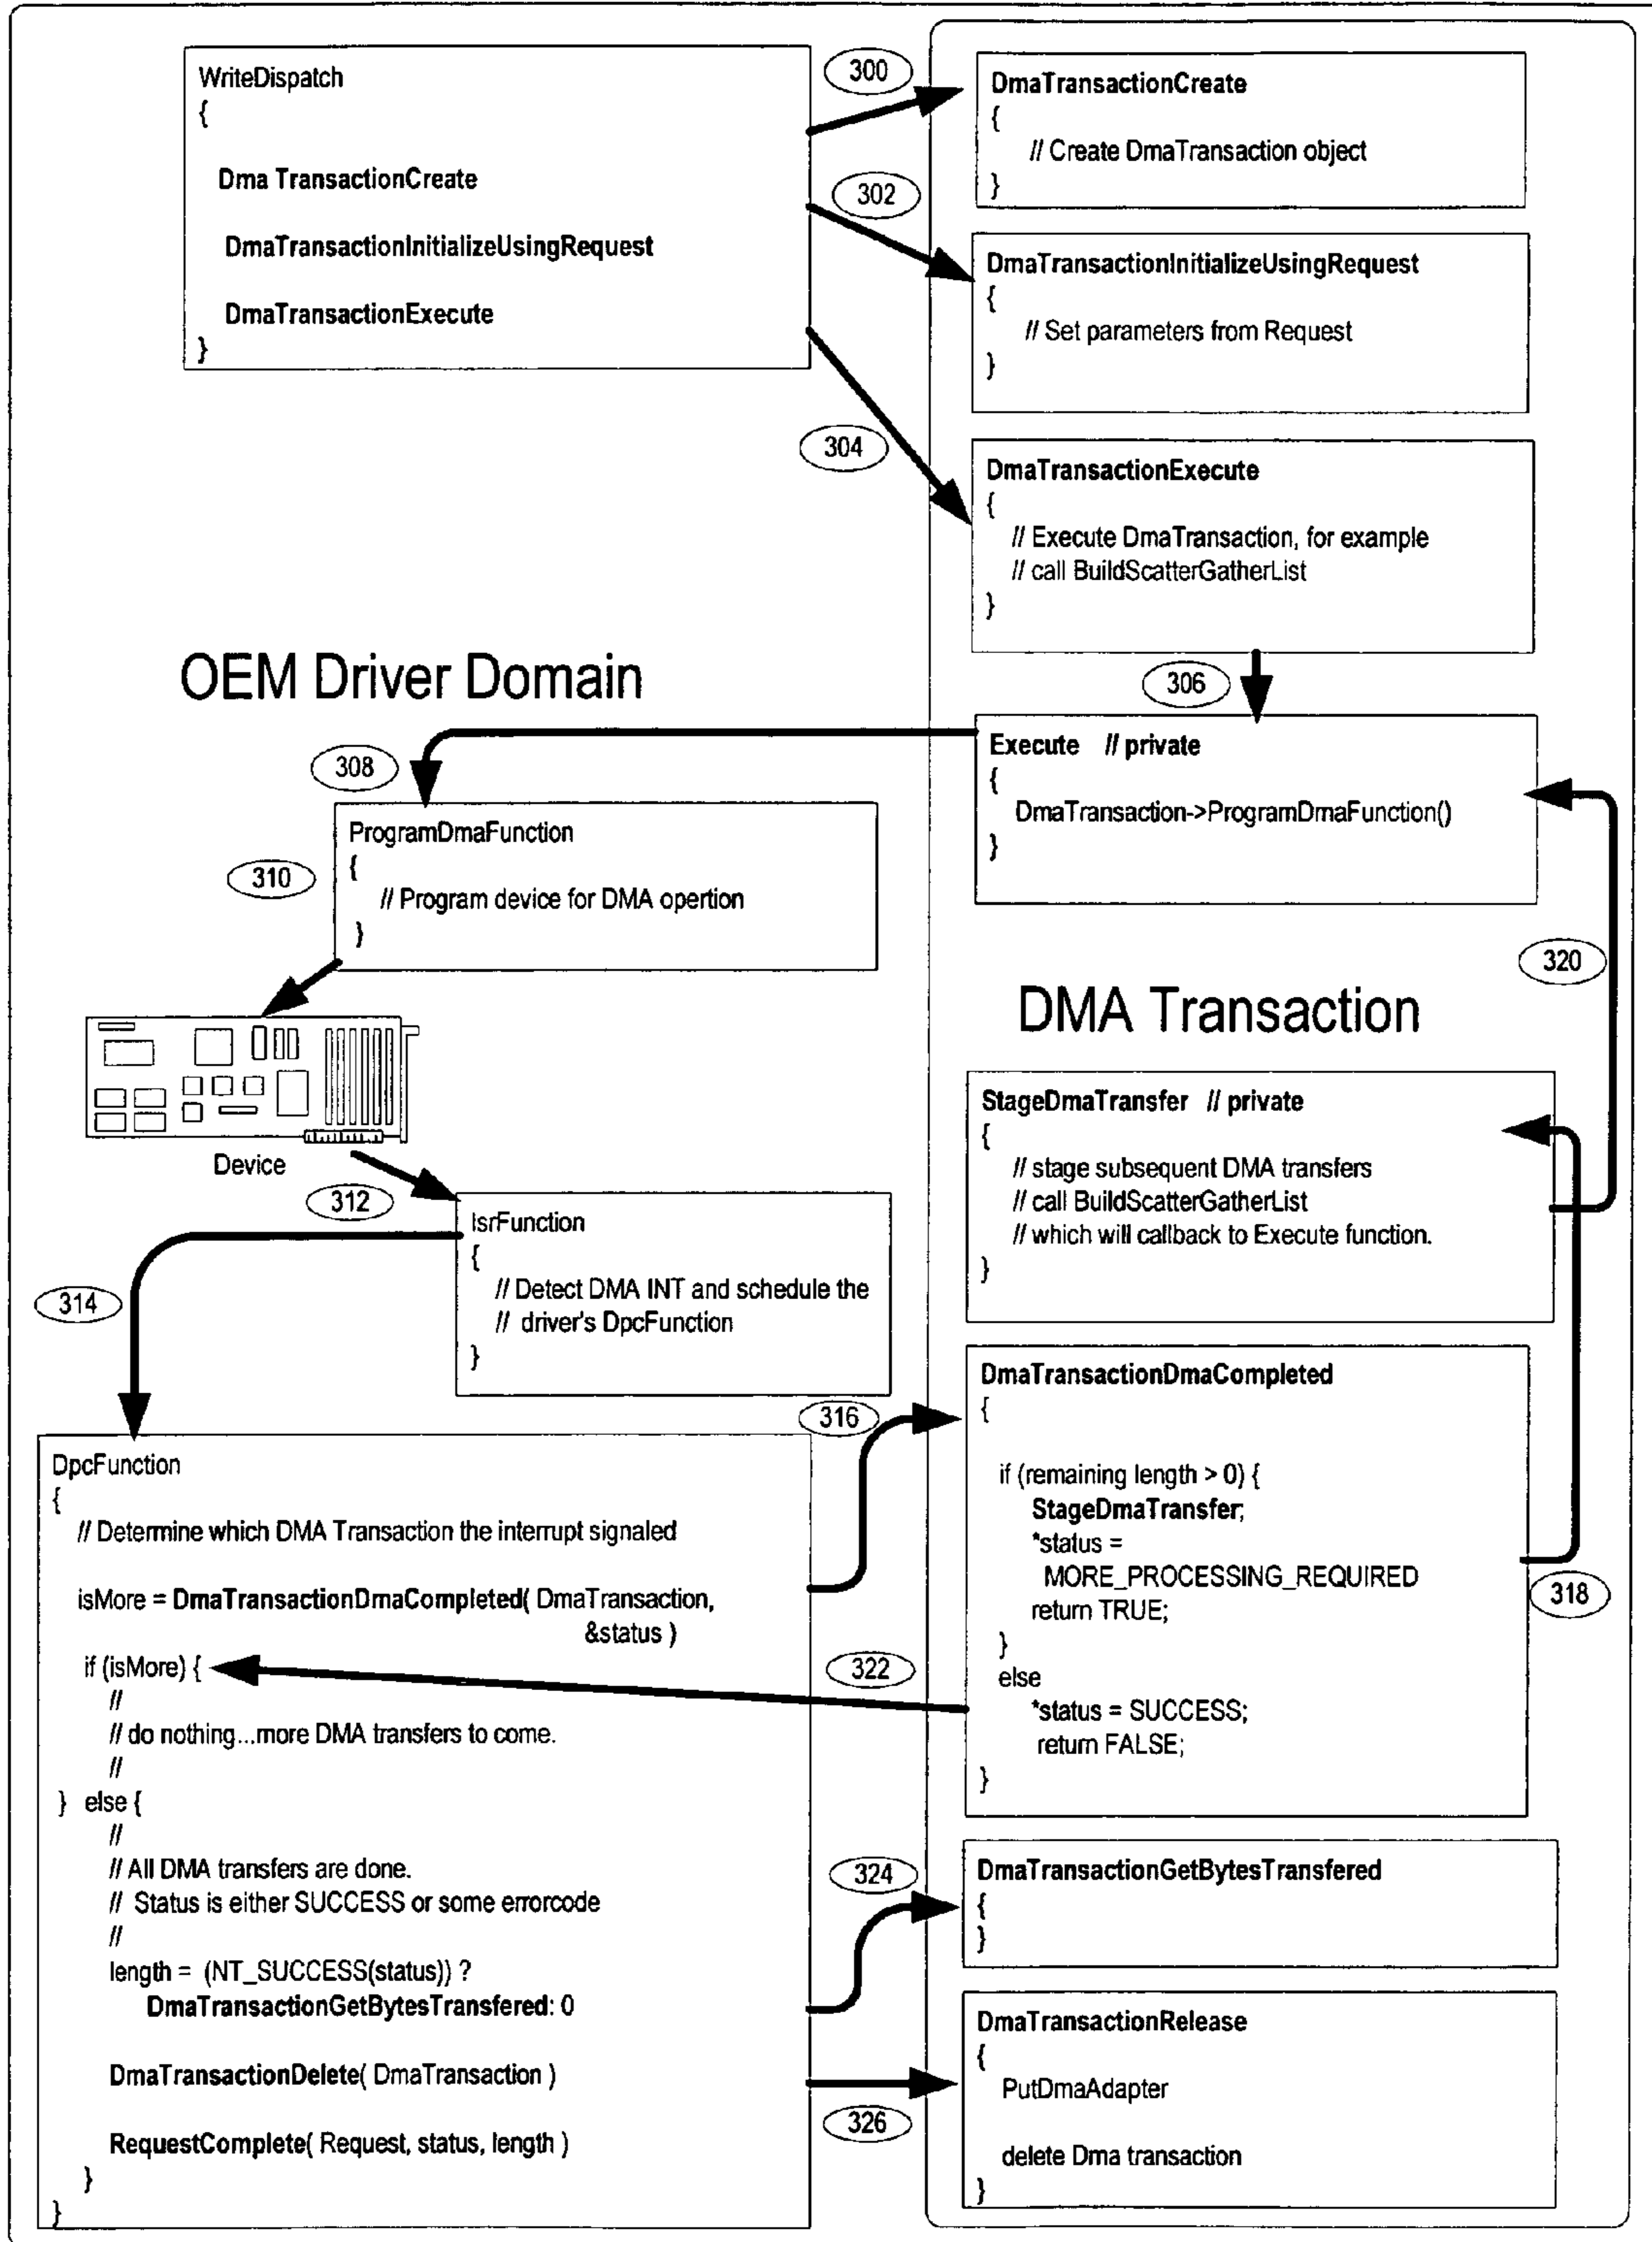 WriteDispatch
{
Dma TransactionCreate
DmaTransactionInitializeUsingRequest
DmaTransactionExecute
}
300
302
304
DmaTransactionCreate
{
// Create DmaTransaction object
}
DmaTransactionInitializeUsingRequest
{
// Set parameters from Request
}
DmaTransactionExecute
{
// Execute DmaTransaction, for example
// call BuildScatterGatherList
}
306
OEM Driver Domain
Execute // private
{
DmaTransaction->ProgramDmaFunction()
}
308
ProgramDmaFunction
{
// Program device for DMA opertion
}
310
320
DMA Transaction
Device
312
StageDmaTransfer // private
{
// stage subsequent DMA transfers
// call BuildScatterGatherList
// which will callback to Execute function.
}
IsrFunction
{
// Detect DMA INT and schedule the
// driver's DpcFunction
}
314
316
DmaTransactionDmaCompleted
{
if (remaining length > 0) {
StageDmaTransfer;
*status =
MORE_PROCESSING_REQUIRED
return TRUE;
}
else
*status = SUCCESS;
return FALSE;
}
318
322
DpcFunction
{
// Determine which DMA Transaction the interrupt signaled
isMore = DmaTransactionDmaCompleted( DmaTransaction,
&status )
if (isMore) {
//
// do nothing...more DMA transfers to come.
//
} else {
//
// All DMA transfers are done.
// Status is either SUCCESS or some errorcode
//
length = (NT_SUCCESS(status)) ?
DmaTransactionGetBytesTransfered: 0
DmaTransactionDelete( DmaTransaction )
RequestComplete( Request, status, length )
}
}
324
DmaTransactionGetBytesTransfered
{
}
326
DmaTransactionRelease
{
PutDmaAdapter
delete Dma transaction
}